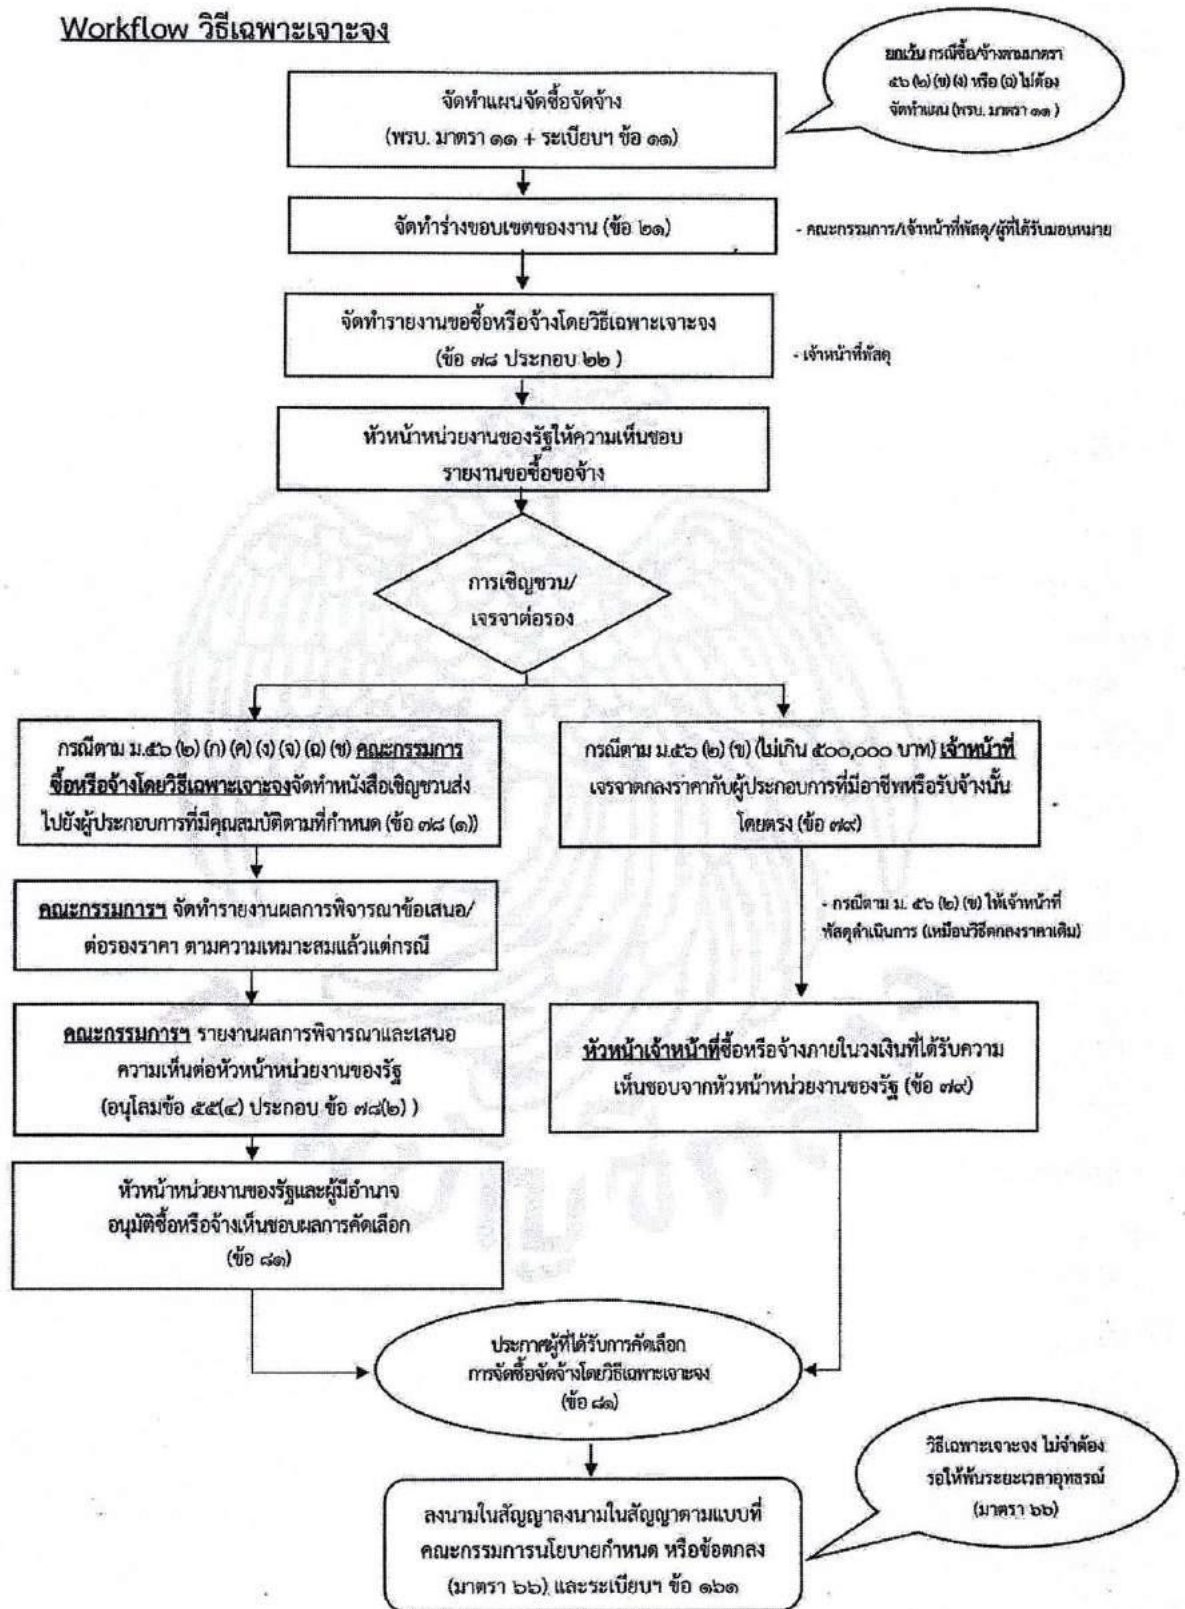 Workflow วิธีเฉพาะเจาะจง
ยกเว้น กรณีซื้อ/จ้างตามมาตรา
๕๖ (๒) (ข) (ง) หรือ (ฉ) ไม่ต้อง
จัดทำแผน (พรบ. มาตรา ๑๑ )
จัดทำแผนจัดซื้อจัดจ้าง
(พรบ. มาตรา ๑๑ + ระเบียบฯ ข้อ ๑๑)
จัดทำร่างขอบเขตของงาน (ข้อ ๒๑)
- คณะกรรมการ/เจ้าหน้าที่พัสดุ/ผู้ที่ได้รับมอบหมาย
จัดทำรายงานขอซื้อหรือจ้างโดยวิธีเฉพาะเจาะจง
(ข้อ ๗๘ ประกอบ ๒๒ )
- เจ้าหน้าที่พัสดุ
หัวหน้าหน่วยงานของรัฐให้ความเห็นชอบ
รายงานขอซื้อขอจ้าง
การเชิญชวน/
เจรจาต่อรอง
กรณีตาม ม.๕๖ (๒) (ก) (ค) (ง) (จ) (ฉ) (ช) คณะกรรมการ
ซื้อหรือจ้างโดยวิธีเฉพาะเจาะจงจัดทำหนังสือเชิญชวนส่ง
ไปยังผู้ประกอบการที่มีคุณสมบัติตามที่กำหนด (ข้อ ๗๘ (๑))
กรณีตาม ม.๕๖ (๒) (ข) (ไม่เกิน ๕๐๐,๐๐๐ บาท) เจ้าหน้าที่
เจรจาตกลงราคากับผู้ประกอบการที่มีอาชีพหรือรับจ้างนั้น
โดยตรง (ข้อ ๗๙)
คณะกรรมการฯ จัดทำรายงานผลการพิจารณาข้อเสนอ/
ต่อรองราคา ตามความเหมาะสมแล้วแต่กรณี
- กรณีตาม ม. ๕๖ (๒) (ข) ให้เจ้าหน้าที่
พัสดุดำเนินการ (เหมือนวิธีตกลงราคาเดิม)
คณะกรรมการฯ รายงานผลการพิจารณาและเสนอ
ความเห็นต่อหัวหน้าหน่วยงานของรัฐ
(อนุโลมข้อ ๕๕(๔) ประกอบ ข้อ ๗๘(๒) )
หัวหน้าเจ้าหน้าที่ซื้อหรือจ้างภายในวงเงินที่ได้รับความ
เห็นชอบจากหัวหน้าหน่วยงานของรัฐ (ข้อ ๗๙)
หัวหน้าหน่วยงานของรัฐและผู้มีอำนาจ
อนุมัติซื้อหรือจ้างเห็นชอบผลการคัดเลือก
(ข้อ ๘๑)
ประกาศผู้ที่ได้รับการคัดเลือก
การจัดซื้อจัดจ้างโดยวิธีเฉพาะเจาะจง
(ข้อ ๘๑)
วิธีเฉพาะเจาะจง ไม่จำต้อง
รอให้พ้นระยะเวลาอุทธรณ์
(มาตรา ๖๖)
ลงนามในสัญญาลงนามในสัญญาตามแบบที่
คณะกรรมการนโยบายกำหนด หรือข้อตกลง
(มาตรา ๖๖) และระเบียบฯ ข้อ ๑๖๑